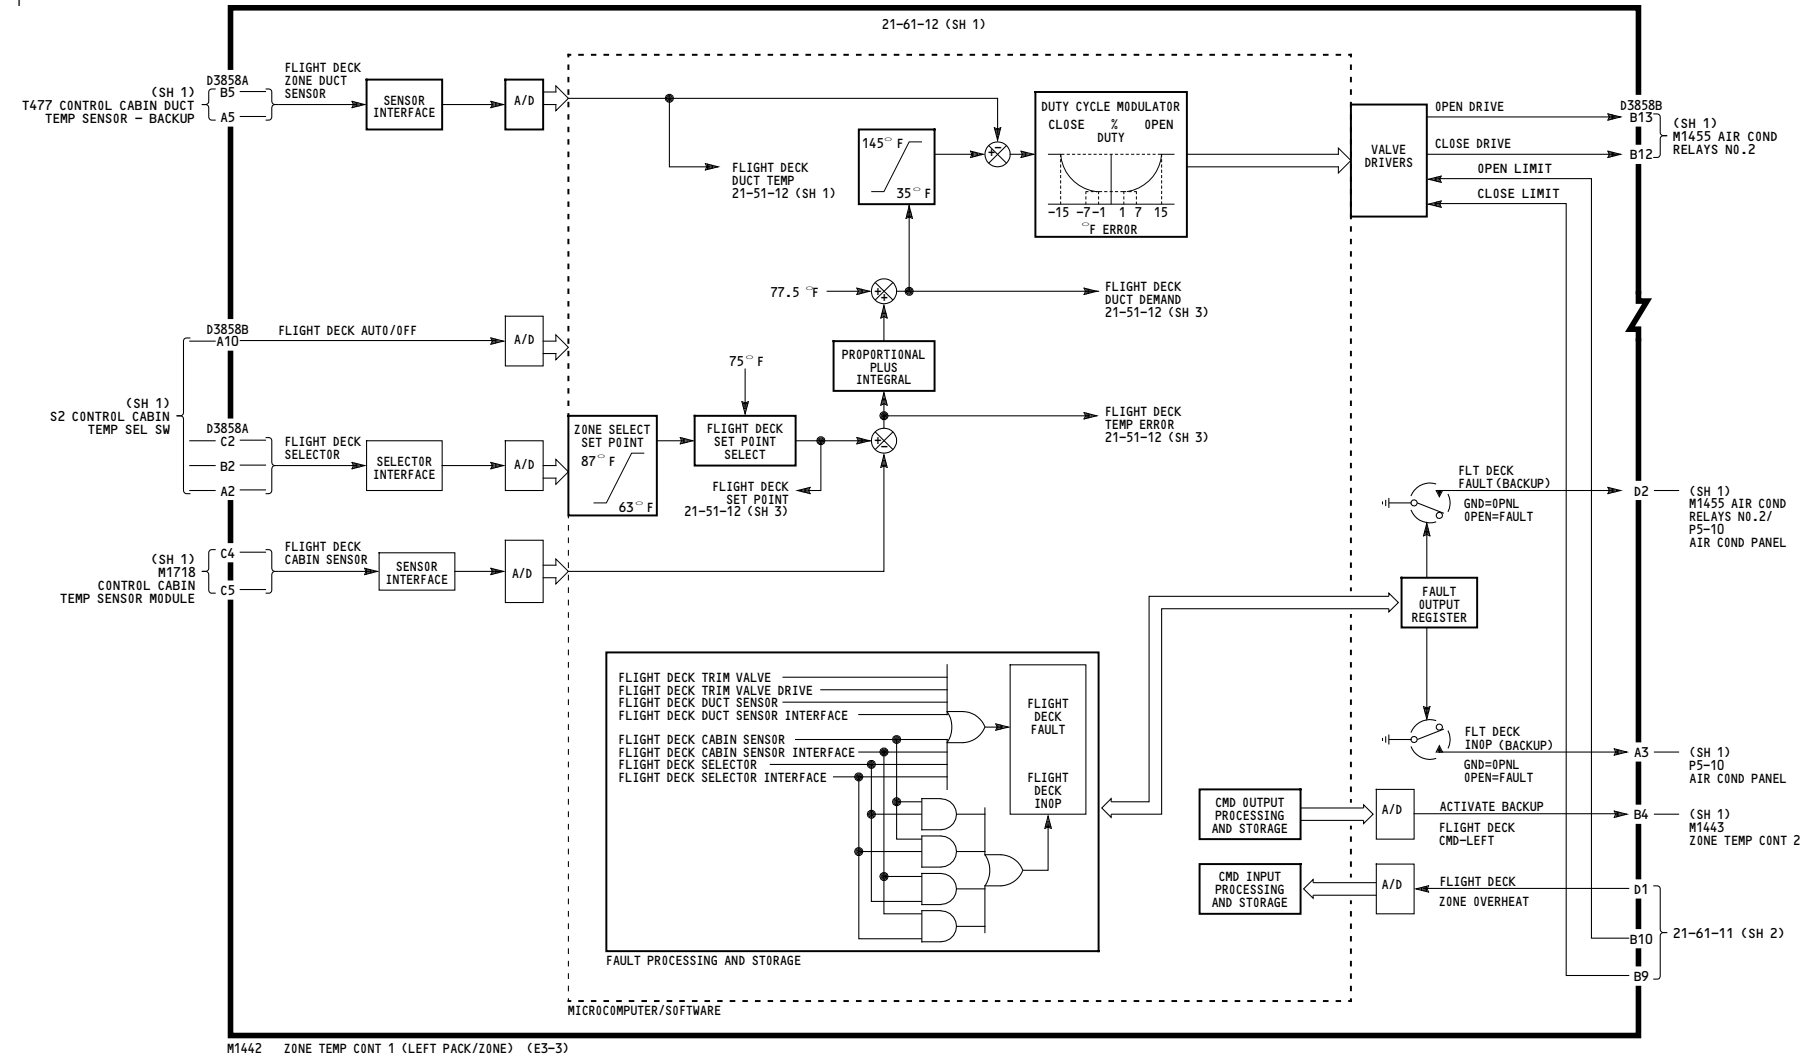 21-61-12 (SH 1)
(SH 1)
T477 CONTROL CABIN DUCT
TEMP SENSOR – BACKUP
D3858A
B5
A5
FLIGHT DECK
ZONE DUCT
SENSOR
SENSOR
INTERFACE
A/D
FLIGHT DECK
DUCT TEMP
21-51-12 (SH 1)
145° F
35° F
+
-
DUTY CYCLE MODULATOR
CLOSE % OPEN
DUTY
-15 -7 -1 1 7 15
°F ERROR
VALVE
DRIVERS
OPEN DRIVE
CLOSE DRIVE
OPEN LIMIT
CLOSE LIMIT
D3858B
B13
B12
(SH 1)
M1455 AIR COND
RELAYS NO.2
77.5 °F
+
+
FLIGHT DECK
DUCT DEMAND
21-51-12 (SH 3)
D3858B
A10
FLIGHT DECK AUTO/OFF
A/D
75° F
PROPORTIONAL
PLUS
INTEGRAL
(SH 1)
S2 CONTROL CABIN
TEMP SEL SW
D3858A
C2
B2
A2
FLIGHT DECK
SELECTOR
SELECTOR
INTERFACE
A/D
ZONE SELECT
SET POINT
87° F
63° F
FLIGHT DECK
SET POINT
SELECT
+
-
FLIGHT DECK
TEMP ERROR
21-51-12 (SH 3)
FLIGHT DECK
SET POINT
21-51-12 (SH 3)
(SH 1)
M1718
CONTROL CABIN
TEMP SENSOR MODULE
C4
C5
FLIGHT DECK
CABIN SENSOR
SENSOR
INTERFACE
A/D
FLT DECK
FAULT (BACKUP)
GND=OPNL
OPEN=FAULT
D2
(SH 1)
M1455 AIR COND
RELAYS NO.2/
P5-10
AIR COND PANEL
FAULT
OUTPUT
REGISTER
FLIGHT DECK TRIM VALVE
FLIGHT DECK TRIM VALVE DRIVE
FLIGHT DECK DUCT SENSOR
FLIGHT DECK DUCT SENSOR INTERFACE
FLIGHT DECK CABIN SENSOR
FLIGHT DECK CABIN SENSOR INTERFACE
FLIGHT DECK SELECTOR
FLIGHT DECK SELECTOR INTERFACE
FLIGHT
DECK
FAULT
FLIGHT
DECK
INOP
FLT DECK
INOP (BACKUP)
GND=OPNL
OPEN=FAULT
A3
(SH 1)
P5-10
AIR COND PANEL
CMD OUTPUT
PROCESSING
AND STORAGE
A/D
ACTIVATE BACKUP
FLIGHT DECK
CMD-LEFT
B4
(SH 1)
M1443
ZONE TEMP CONT 2
CMD INPUT
PROCESSING
AND STORAGE
A/D
FLIGHT DECK
ZONE OVERHEAT
D1
B10
B9
21-61-11 (SH 2)
FAULT PROCESSING AND STORAGE
MICROCOMPUTER/SOFTWARE
M1442 ZONE TEMP CONT 1 (LEFT PACK/ZONE) (E3-3)